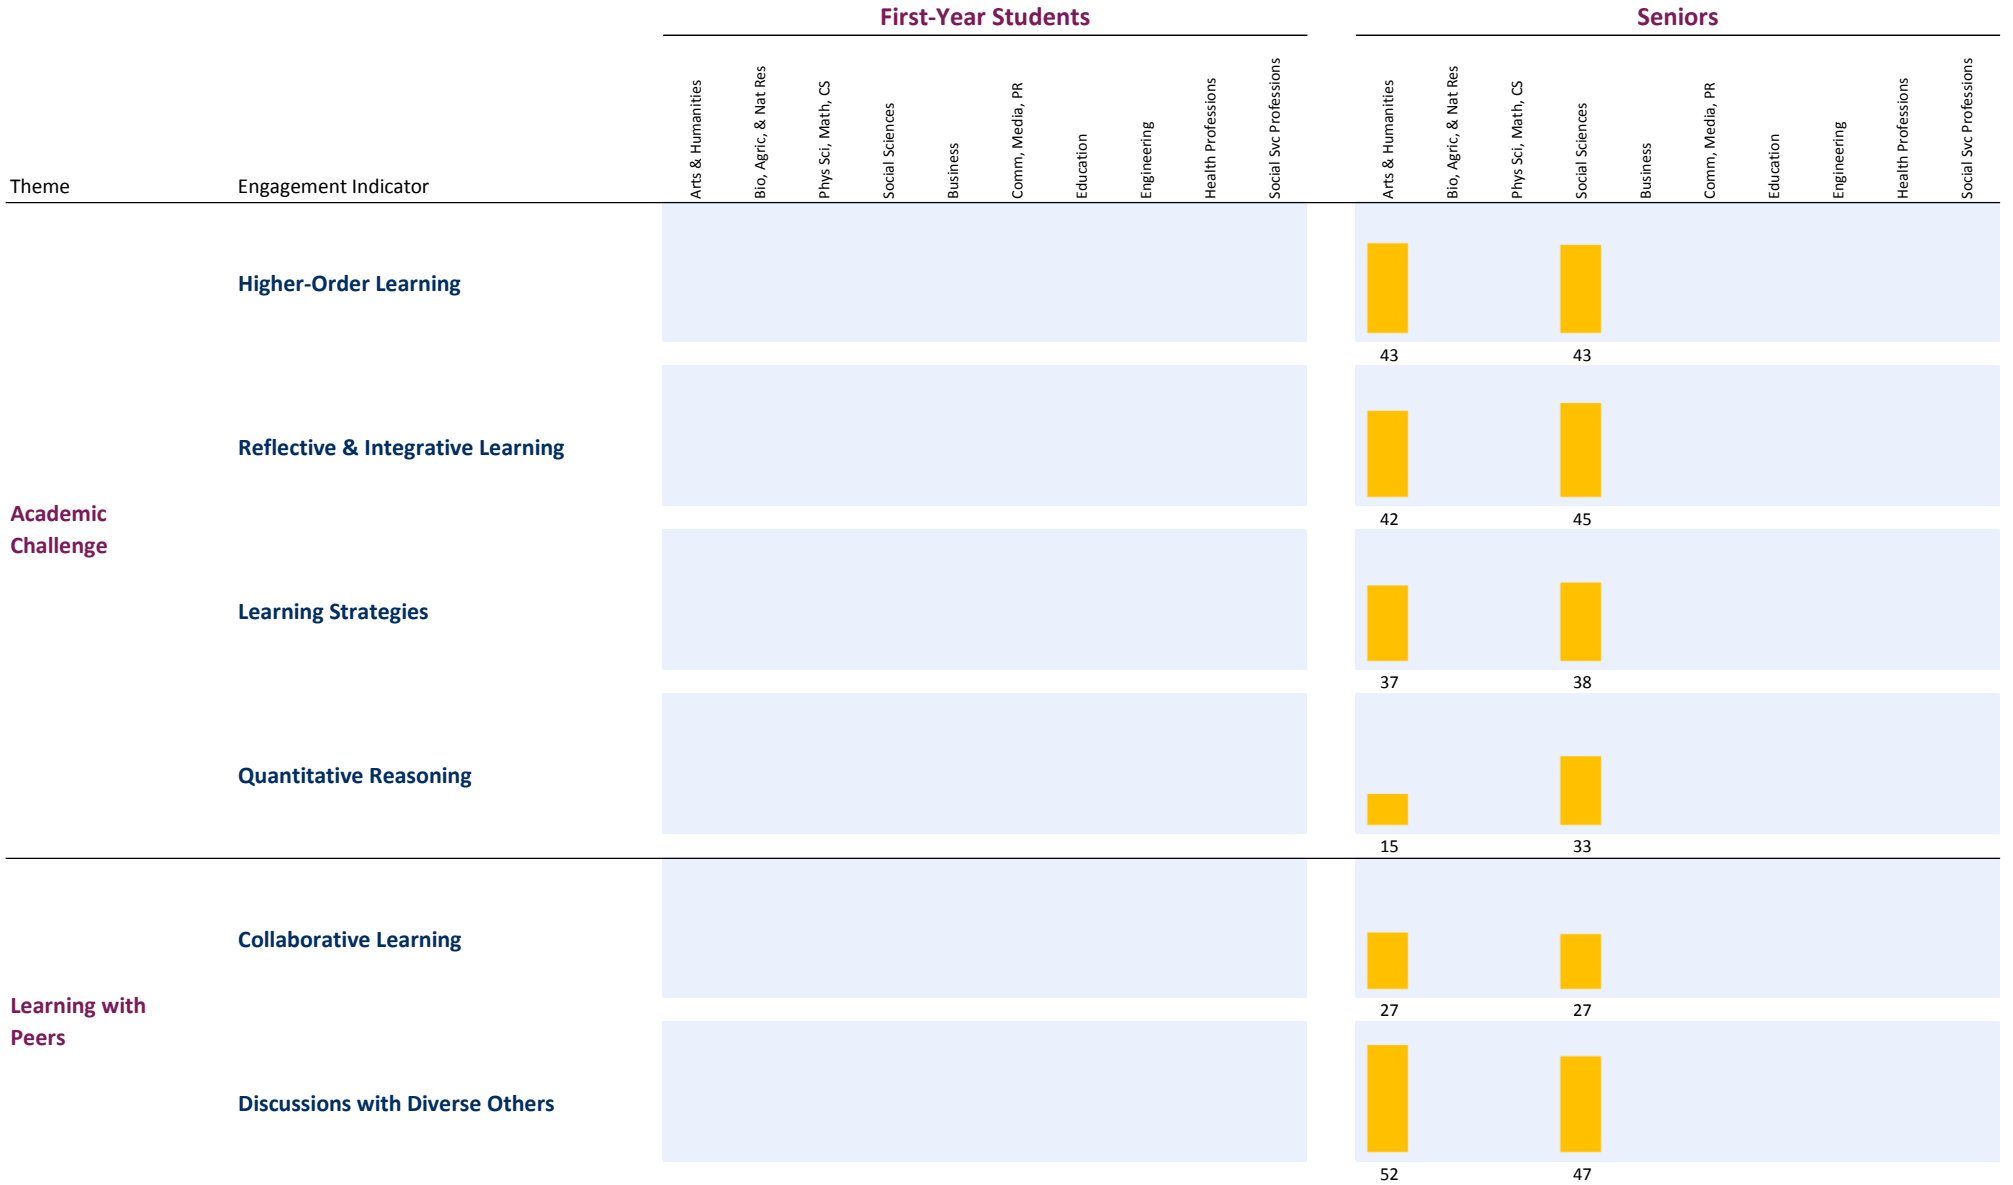 First-Year Students
Seniors
Theme
Engagement Indicator
Arts & Humanities
Bio, Agric, & Nat Res
Phys Sci, Math, CS
Social Sciences
Business
Comm, Media, PR
Education
Engineering
Health Professions
Social Svc Professions
Arts & Humanities
Bio, Agric, & Nat Res
Phys Sci, Math, CS
Social Sciences
Business
Comm, Media, PR
Education
Engineering
Health Professions
Social Svc Professions
Academic
Challenge
Higher-Order Learning
43 43
Reflective & Integrative Learning
42 45
Learning Strategies
37 38
Quantitative Reasoning
15 33
Learning with
Peers
Collaborative Learning
27 27
Discussions with Diverse Others
52 47